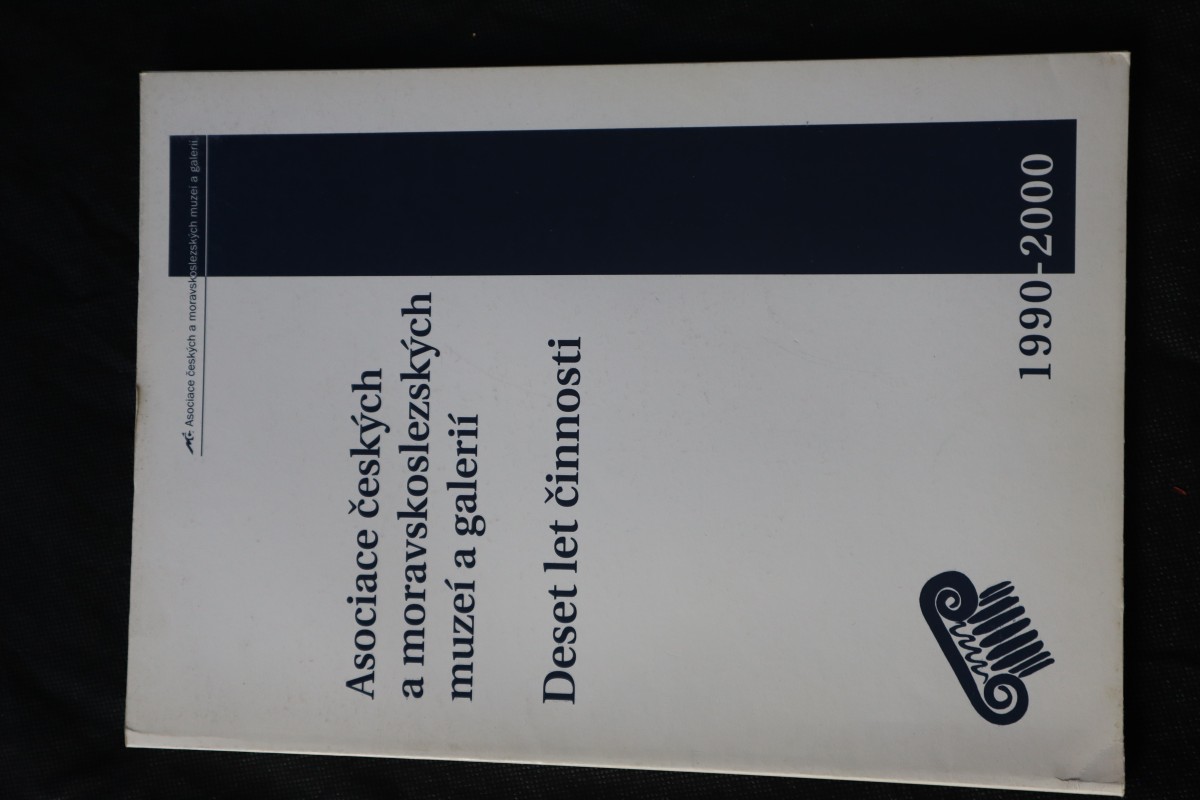 Asociace českých a moravskoslezských muzeí a galerií
Asociace českých
a moravskoslezských
muzeí a galerií
Deset let činnosti
1990-2000